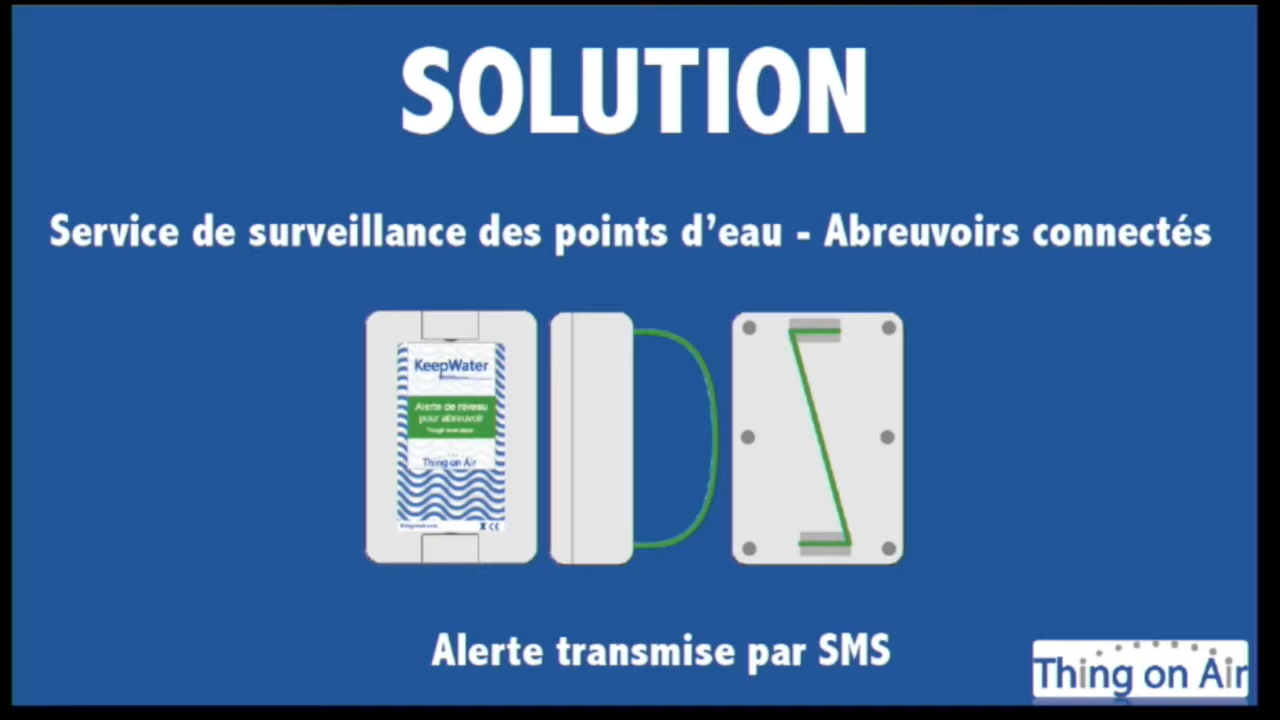 SOLUTION
Service de surveillance des points d'eau - Abreuvoirs connectés
KeepWater
Alerte de niveau
pour abreuvoir
Thing on Air
Alerte transmise par SMS
Thing on Air